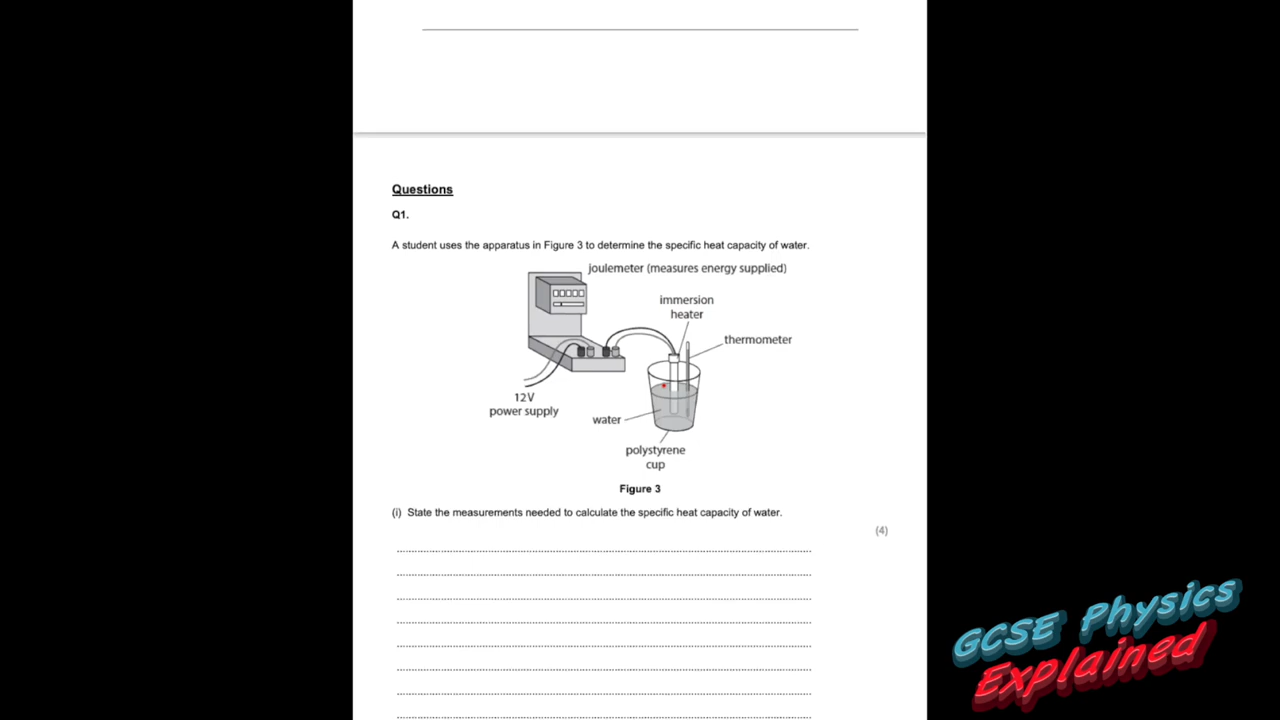 Questions
Q1.
A student uses the apparatus in Figure 3 to determine the specific heat capacity of water.
joulemeter (measures energy supplied)
immersion
heater
thermometer
12V
power supply
water
polystyrene
cup
Figure 3
(i) State the measurements needed to calculate the specific heat capacity of water.
(4)
GCSE Physics
Explained